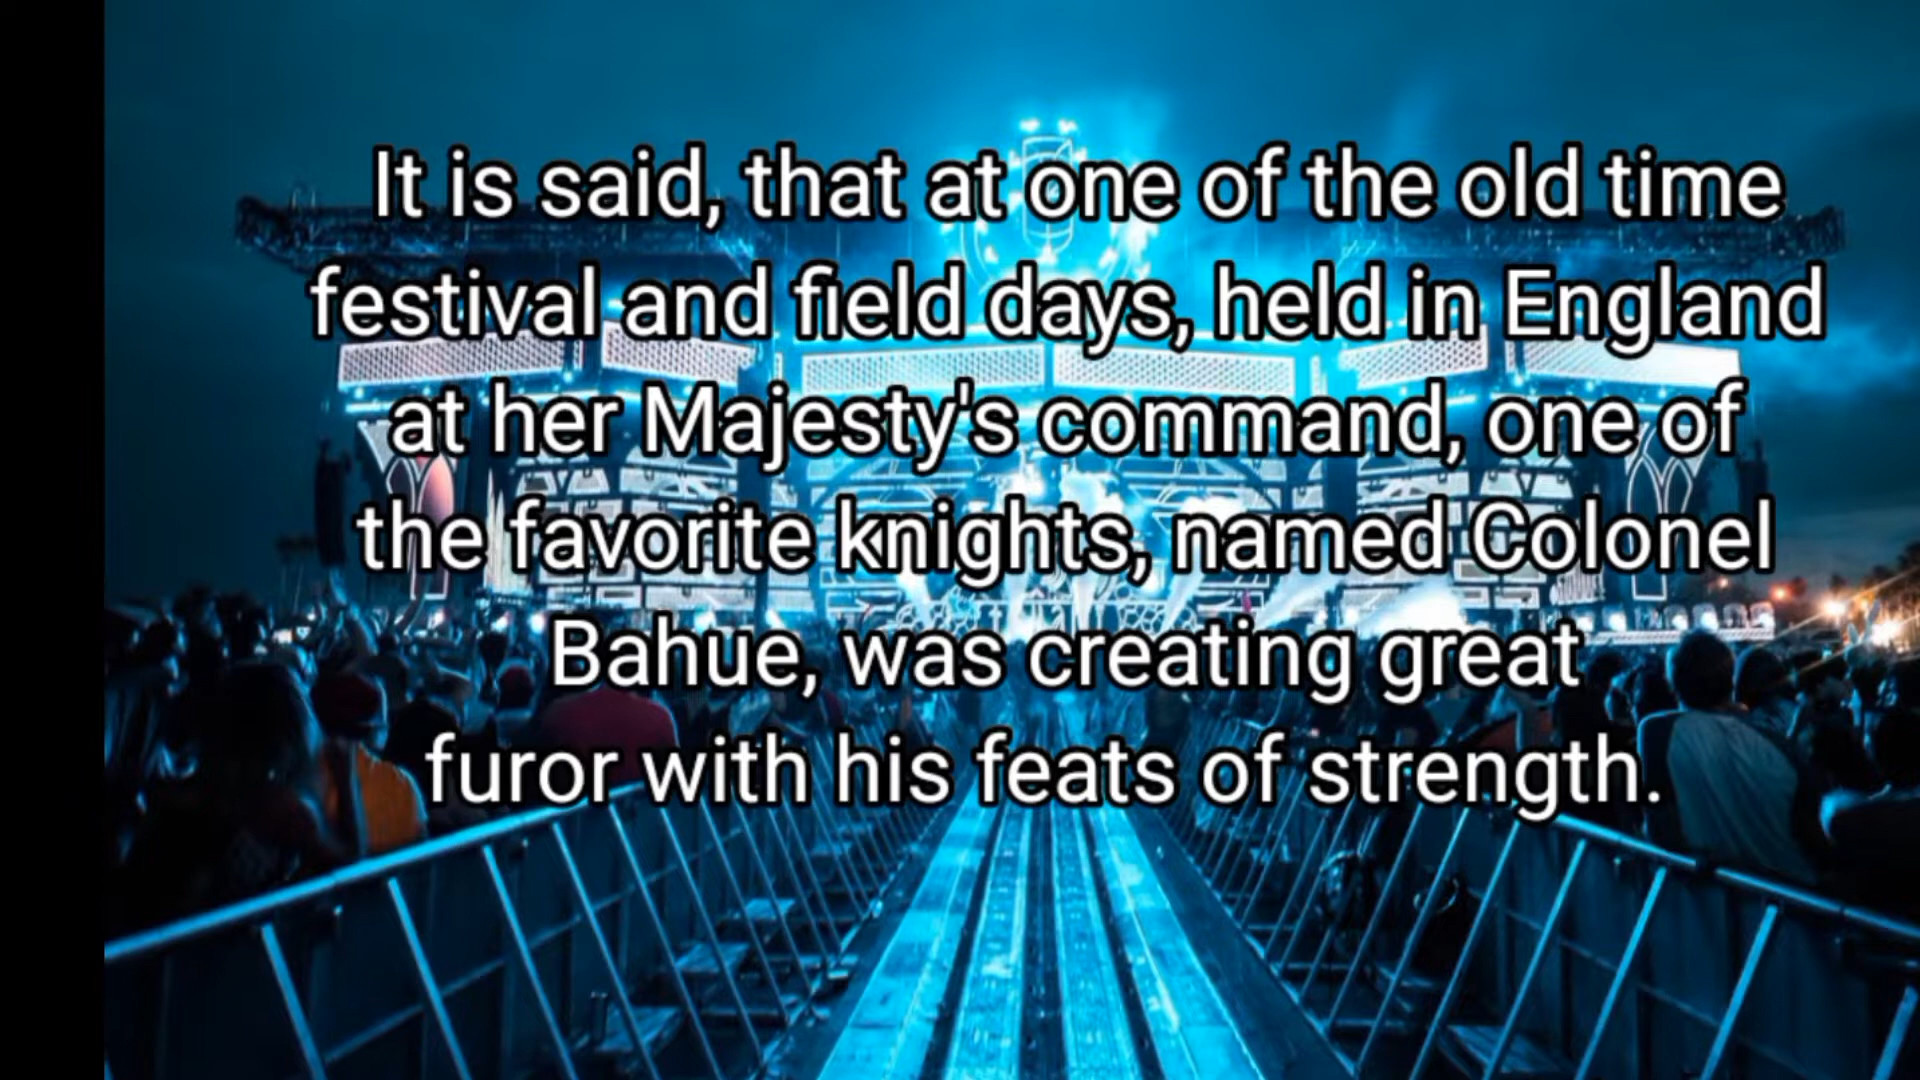 It is said, that at one of the old time
festival and field days, held in England
at her Majesty's command, one of
the favorite knights, named Colonel
Bahue, was creating great
furor with his feats of strength.